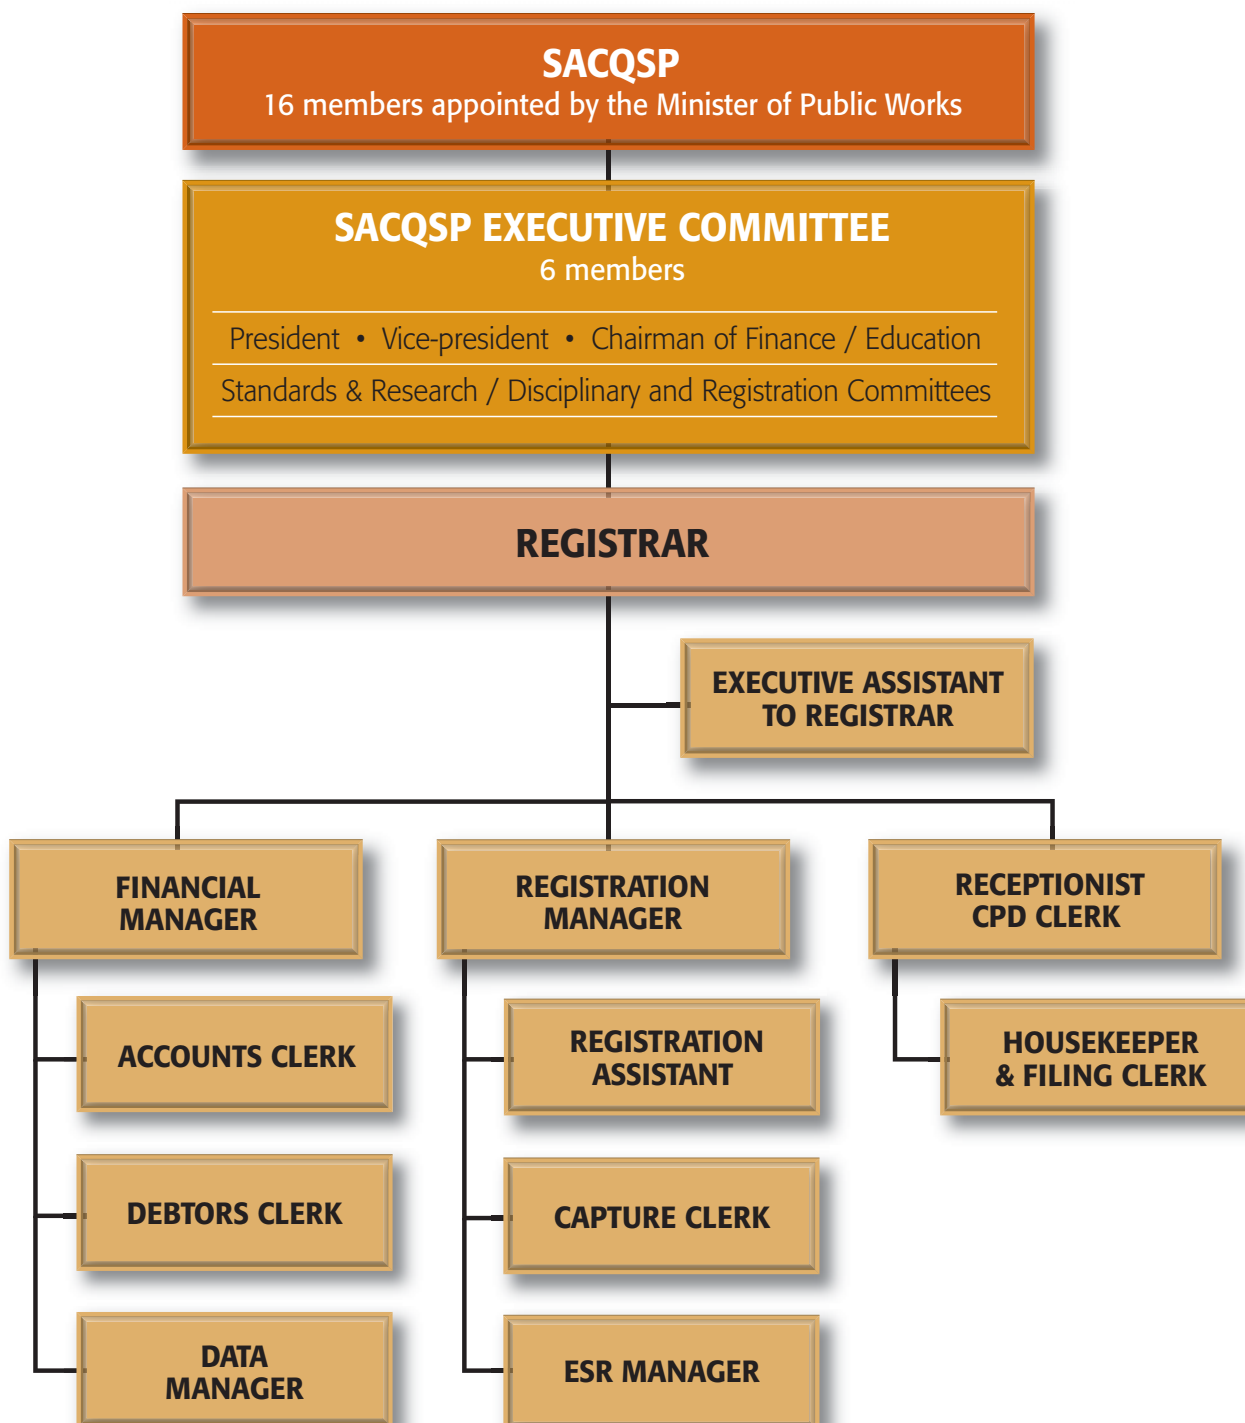 SACQSP
16 members appointed by the Minister of Public Works
SACQSP EXECUTIVE COMMITTEE
6 members
President • Vice-president • Chairman of Finance / Education
Standards & Research / Disciplinary and Registration Committees
REGISTRAR
EXECUTIVE ASSISTANT
TO REGISTRAR
FINANCIAL
MANAGER
REGISTRATION
MANAGER
RECEPTIONIST
CPD CLERK
ACCOUNTS CLERK
REGISTRATION
ASSISTANT
HOUSEKEEPER
& FILING CLERK
DEBTORS CLERK
CAPTURE CLERK
DATA
MANAGER
ESR MANAGER